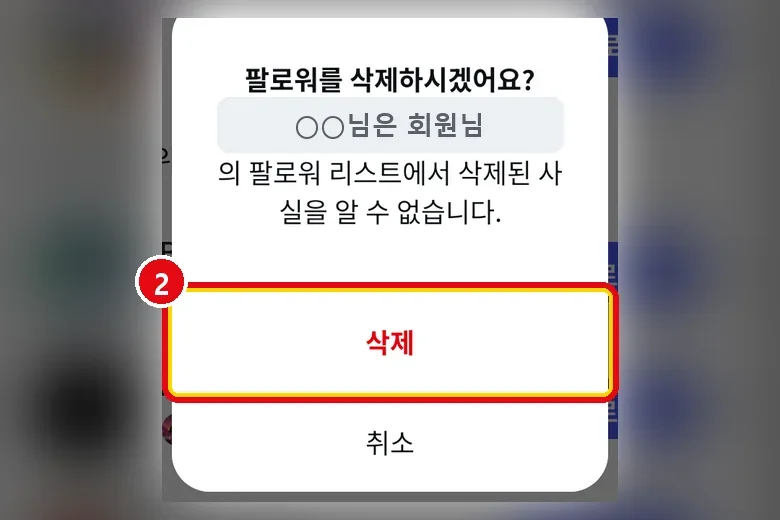 팔로워를 삭제하시겠어요?
○○님은 회원님
의 팔로워 리스트에서 삭제된 사
실을 알 수 없습니다.
2
삭제
취소